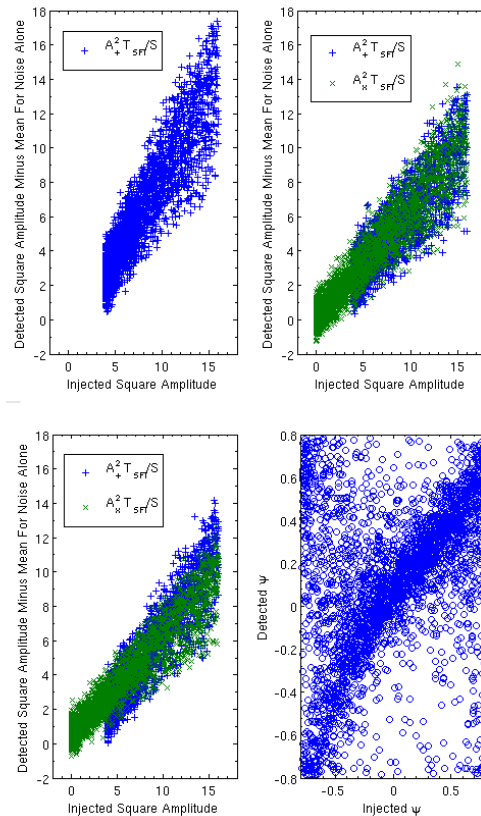 18
16
14
12
10
8
6
4
2
0
-2
0 5 10 15
Detected Square Amplitude Minus Mean For Noise Alone
Injected Square Amplitude
+ A²₊ T_SFT/S
18
16
14
12
10
8
6
4
2
0
-2
0 5 10 15
Detected Square Amplitude Minus Mean For Noise Alone
Injected Square Amplitude
+ A²₊ T_SFT/S
× A²ₓ T_SFT/S
18
16
14
12
10
8
6
4
2
0
-2
0 5 10 15
Detected Square Amplitude Minus Mean For Noise Alone
Injected Square Amplitude
+ A²₊ T_SFT/S
× A²ₓ T_SFT/S
0.8
0.6
0.4
0.2
0
-0.2
-0.4
-0.6
-0.8
-0.5 0 0.5
Detected ψ
Injected ψ